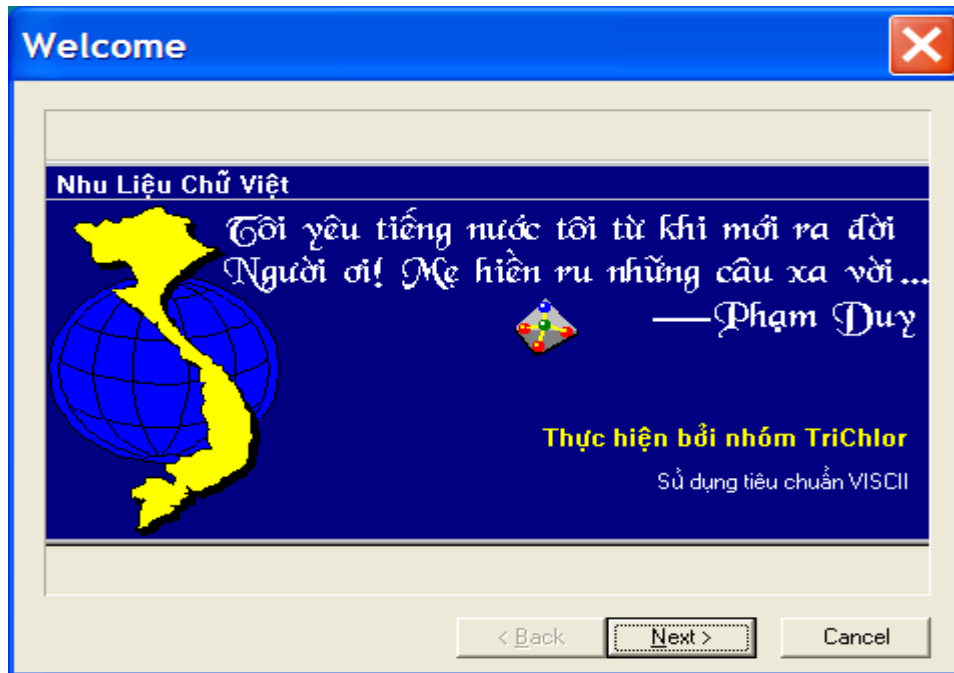 Welcome
Nhu Liệu Chữ Việt
Tôi yêu tiếng nước tôi từ khi mới ra đời
Người ơi! Mẹ hiền ru những câu xa vời ...
—Phạm Duy
Thực hiện bởi nhóm TriChlor
Sử dụng tiêu chuẩn VISCII
< Back
Next >
Cancel